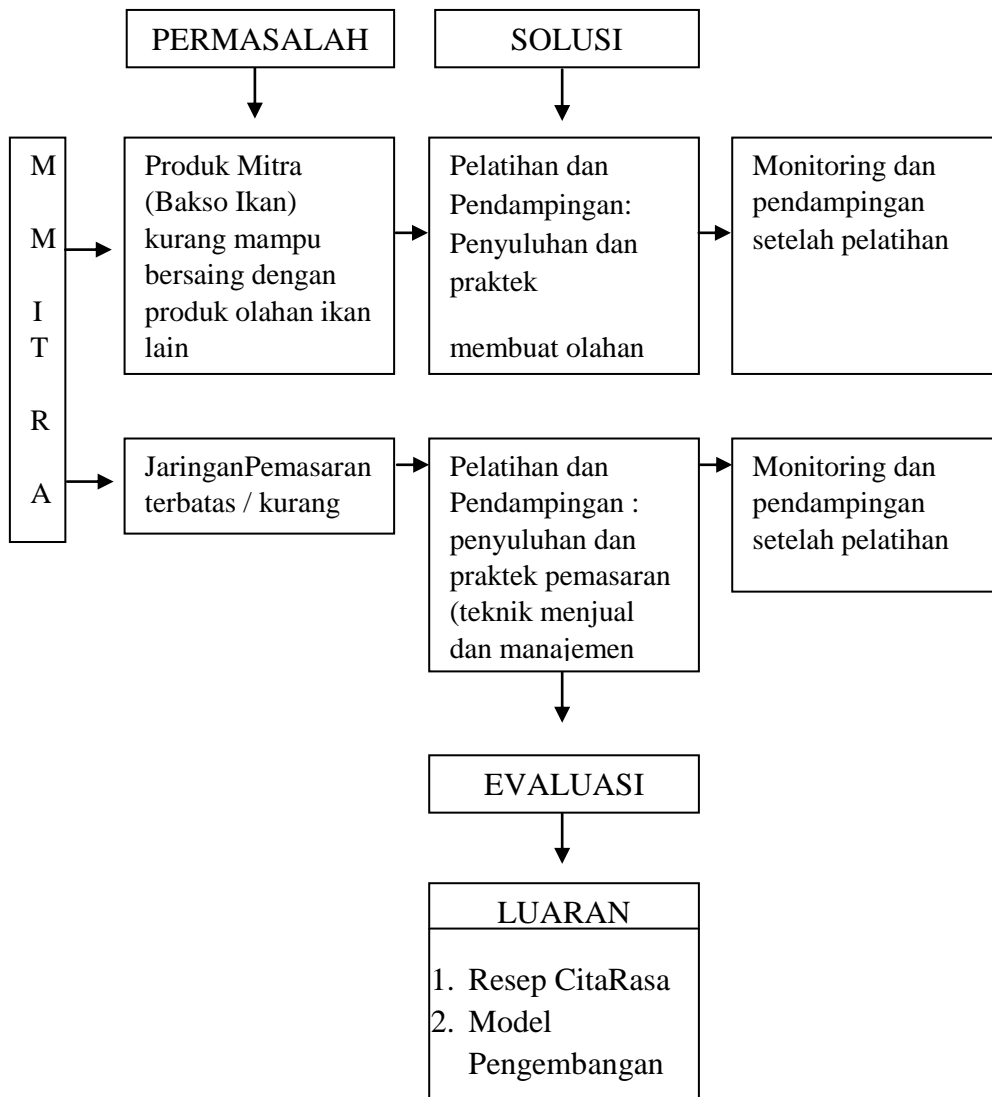 PERMASALAH
SOLUSI
M
M
I
T
R
A
Produk Mitra
(Bakso Ikan)
kurang mampu
bersaing dengan
produk olahan ikan
lain
Pelatihan dan
Pendampingan:
Penyuluhan dan
praktek
membuat olahan
Monitoring dan
pendampingan
setelah pelatihan
JaringanPemasaran
terbatas / kurang
Pelatihan dan
Pendampingan :
penyuluhan dan
praktek pemasaran
(teknik menjual
dan manajemen
Monitoring dan
pendampingan
setelah pelatihan
EVALUASI
LUARAN
1. Resep CitaRasa
2. Model
Pengembangan